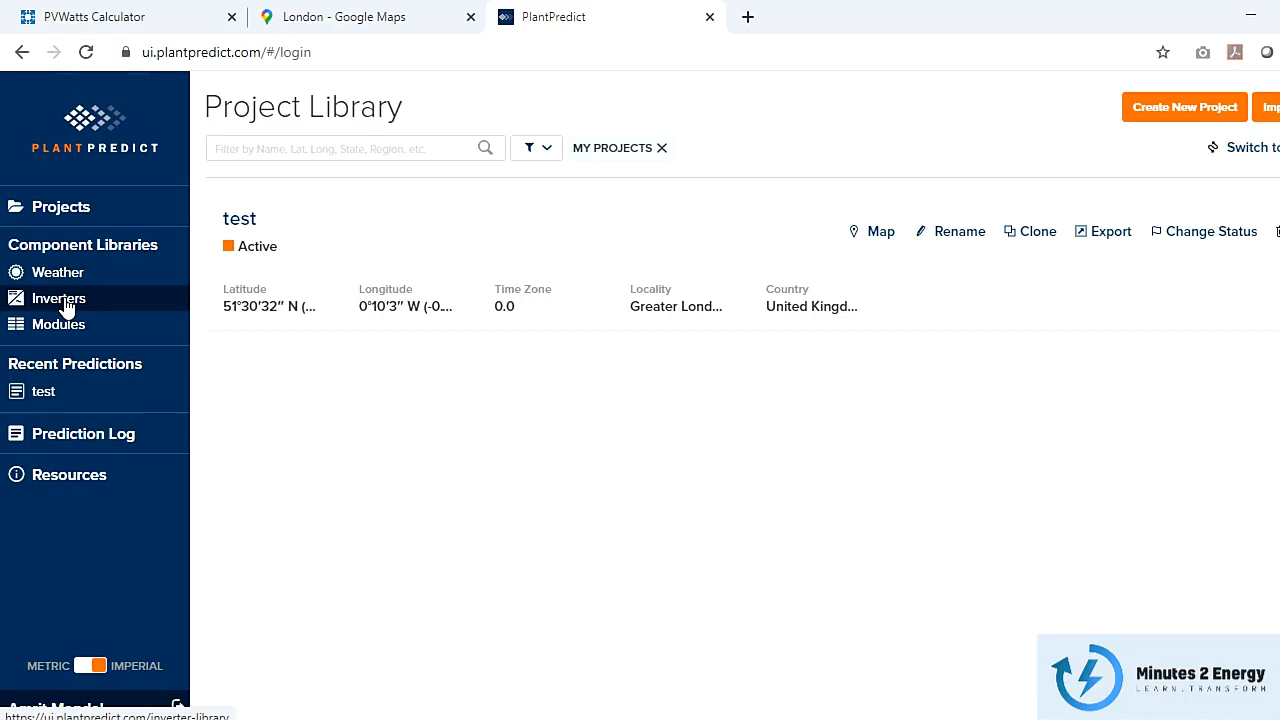 PVWatts Calculator
London - Google Maps
PlantPredict
ui.plantpredict.com/#/login
PLANTPREDICT
Projects
Component Libraries
Weather
Inverters
Modules
Recent Predictions
test
Prediction Log
Resources
METRIC IMPERIAL
https://ui.plantpredict.com/inverter-library
Project Library
Create New Project
Filter by Name, Lat, Long, State, Region, etc.
MY PROJECTS
Switch to
test
Active
Map Rename Clone Export Change Status
Latitude Longitude Time Zone Locality Country
51°30'32" N (... 0°10'3" W (-0.... 0.0 Greater Lond... United Kingd...
Minutes 2 Energy
LEARN.TRANSFORM